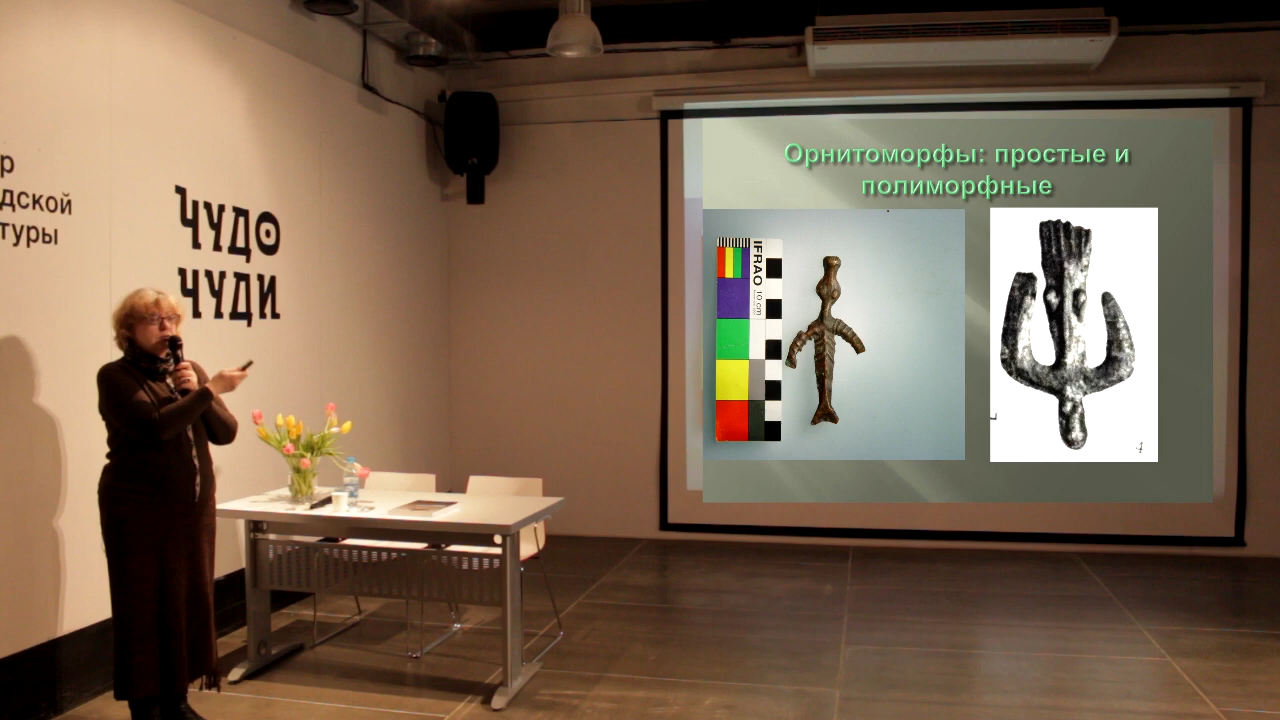 р
дской
туры
ЧУДО
ЧУДИ
Орнитоморфы: простые и
полиморфные
IFRAO
10 cm
4